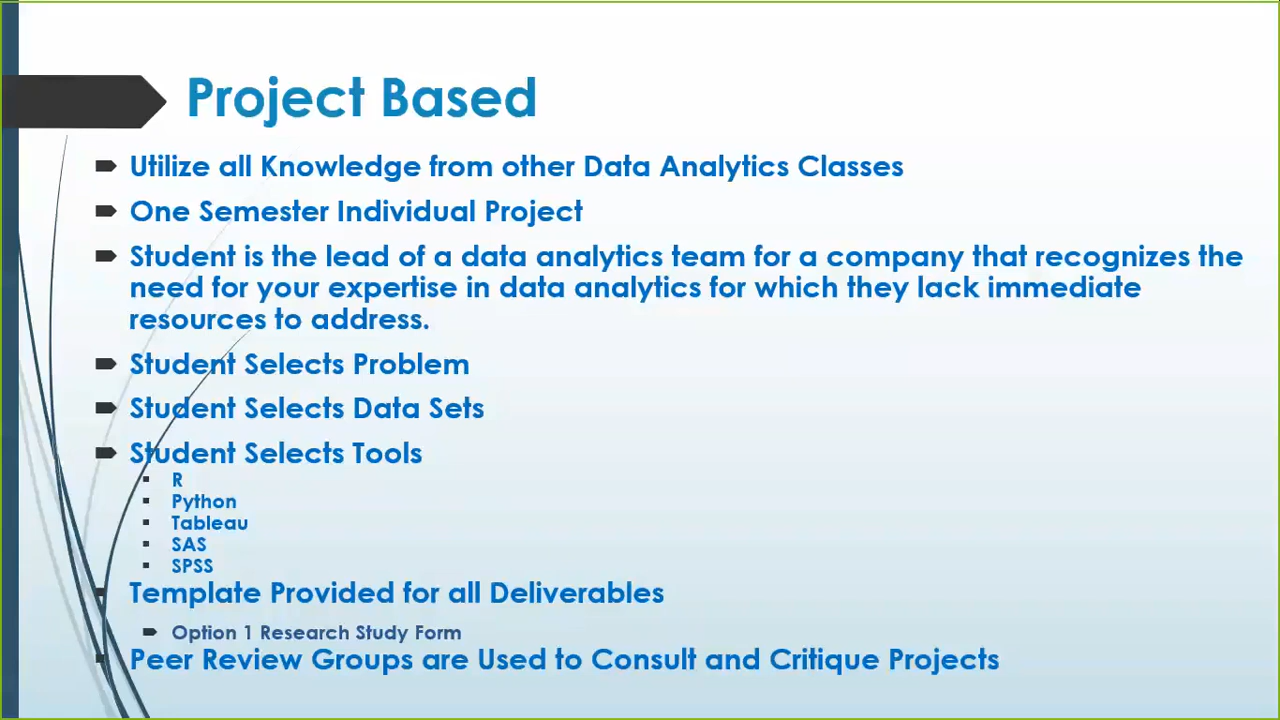 Project Based
Utilize all Knowledge from other Data Analytics Classes
One Semester Individual Project
Student is the lead of a data analytics team for a company that recognizes the
need for your expertise in data analytics for which they lack immediate
resources to address.
Student Selects Problem
Student Selects Data Sets
Student Selects Tools
R
Python
Tableau
SAS
SPSS
Template Provided for all Deliverables
Option 1 Research Study Form
Peer Review Groups are Used to Consult and Critique Projects